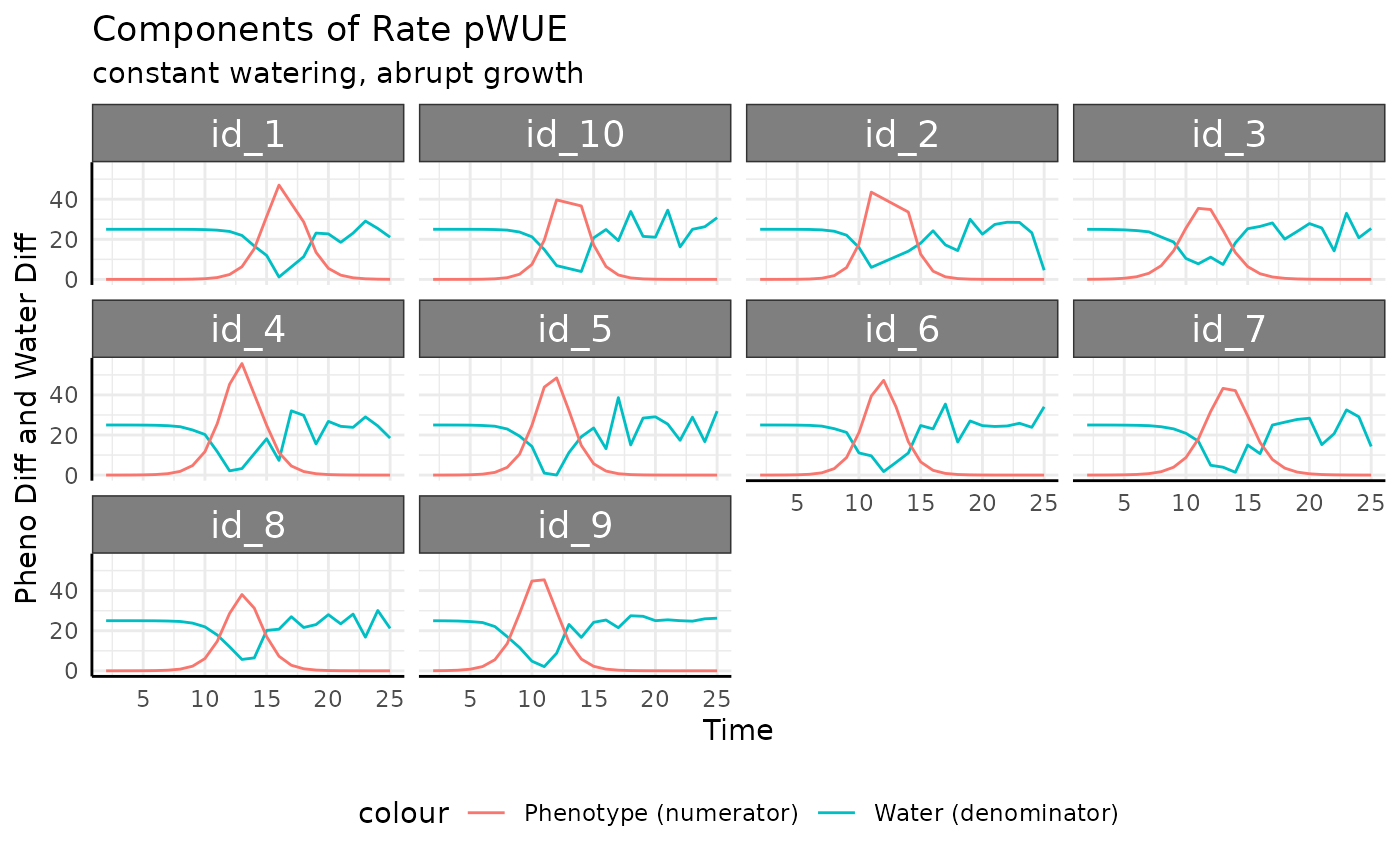 Components of Rate pWUE
constant watering, abrupt growth
id_1 id_10 id_2 id_3
40
20
0
id_4 id_5 id_6 id_7
40
20
0
5 10 15 20 25 5 10 15 20 25
id_8 id_9
40
20
0
5 10 15 20 25 5 10 15 20 25
Pheno Diff and Water Diff
Time
colour Phenotype (numerator) Water (denominator)